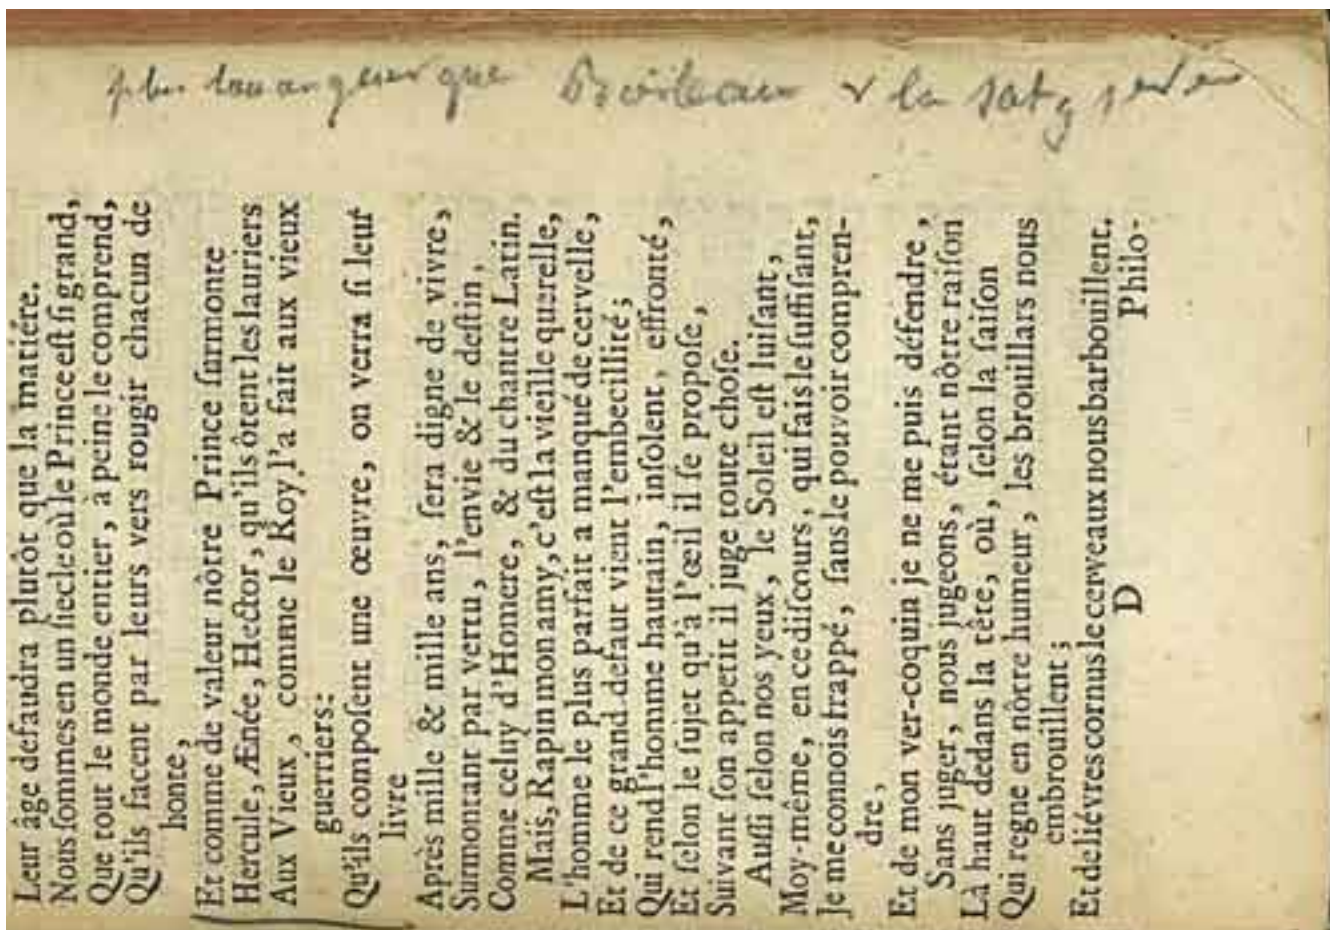 plus louangeur que Boileau & la
Leur âge defaudra plutôt que la matiére.
Nous ſommes en un ſiecle où le Prince eſt ſi grand,
Que tout le monde entier, à peine le comprend,
Qu'ils facent par leurs vers rougir chacun de
honte,
Et comme de valeur nôtre Prince ſurmonte
Hercule, Ænée, Hector, qu'ils ôtent les lauriers
Aux Vieux, comme le Roy l'a fait aux vieux
guerriers:
Qu'ils compoſent une œuvre, on verra ſi leur
livre
Après mille & mille ans, ſera digne de vivre,
Surmontant par vertu, l'envie & le deſtin,
Comme celuy d'Homere, & du chantre Latin.
Mais, Rapin mon amy, c'eſt la vieille querelle,
L'homme le plus parfait a manqué de cervelle,
Et de ce grand defaut vient l'embecillité;
Qui rend l'homme hautain, inſolent, effronté,
Et ſelon le ſujet qu'à l'œil il ſe propoſe,
Suivant ſon appetit il juge toute choſe.
Auſſi ſelon nos yeux, le Soleil eſt luiſant,
Moy-même, en ce diſcours, qui fais le ſuffiſant,
Je me connois frappé, ſans le pouvoir compren-
dre,
Et de mon ver-coquin je ne me puis défendre,
Sans juger, nous jugeons, étant nôtre raiſon
Là haut dedans la tête, où, ſelon la ſaiſon
Qui regne en nôtre humeur, les brouillars nous
embrouillent;
Et de liévres cornus le cerveaux nous barbouillent.
D Philo-